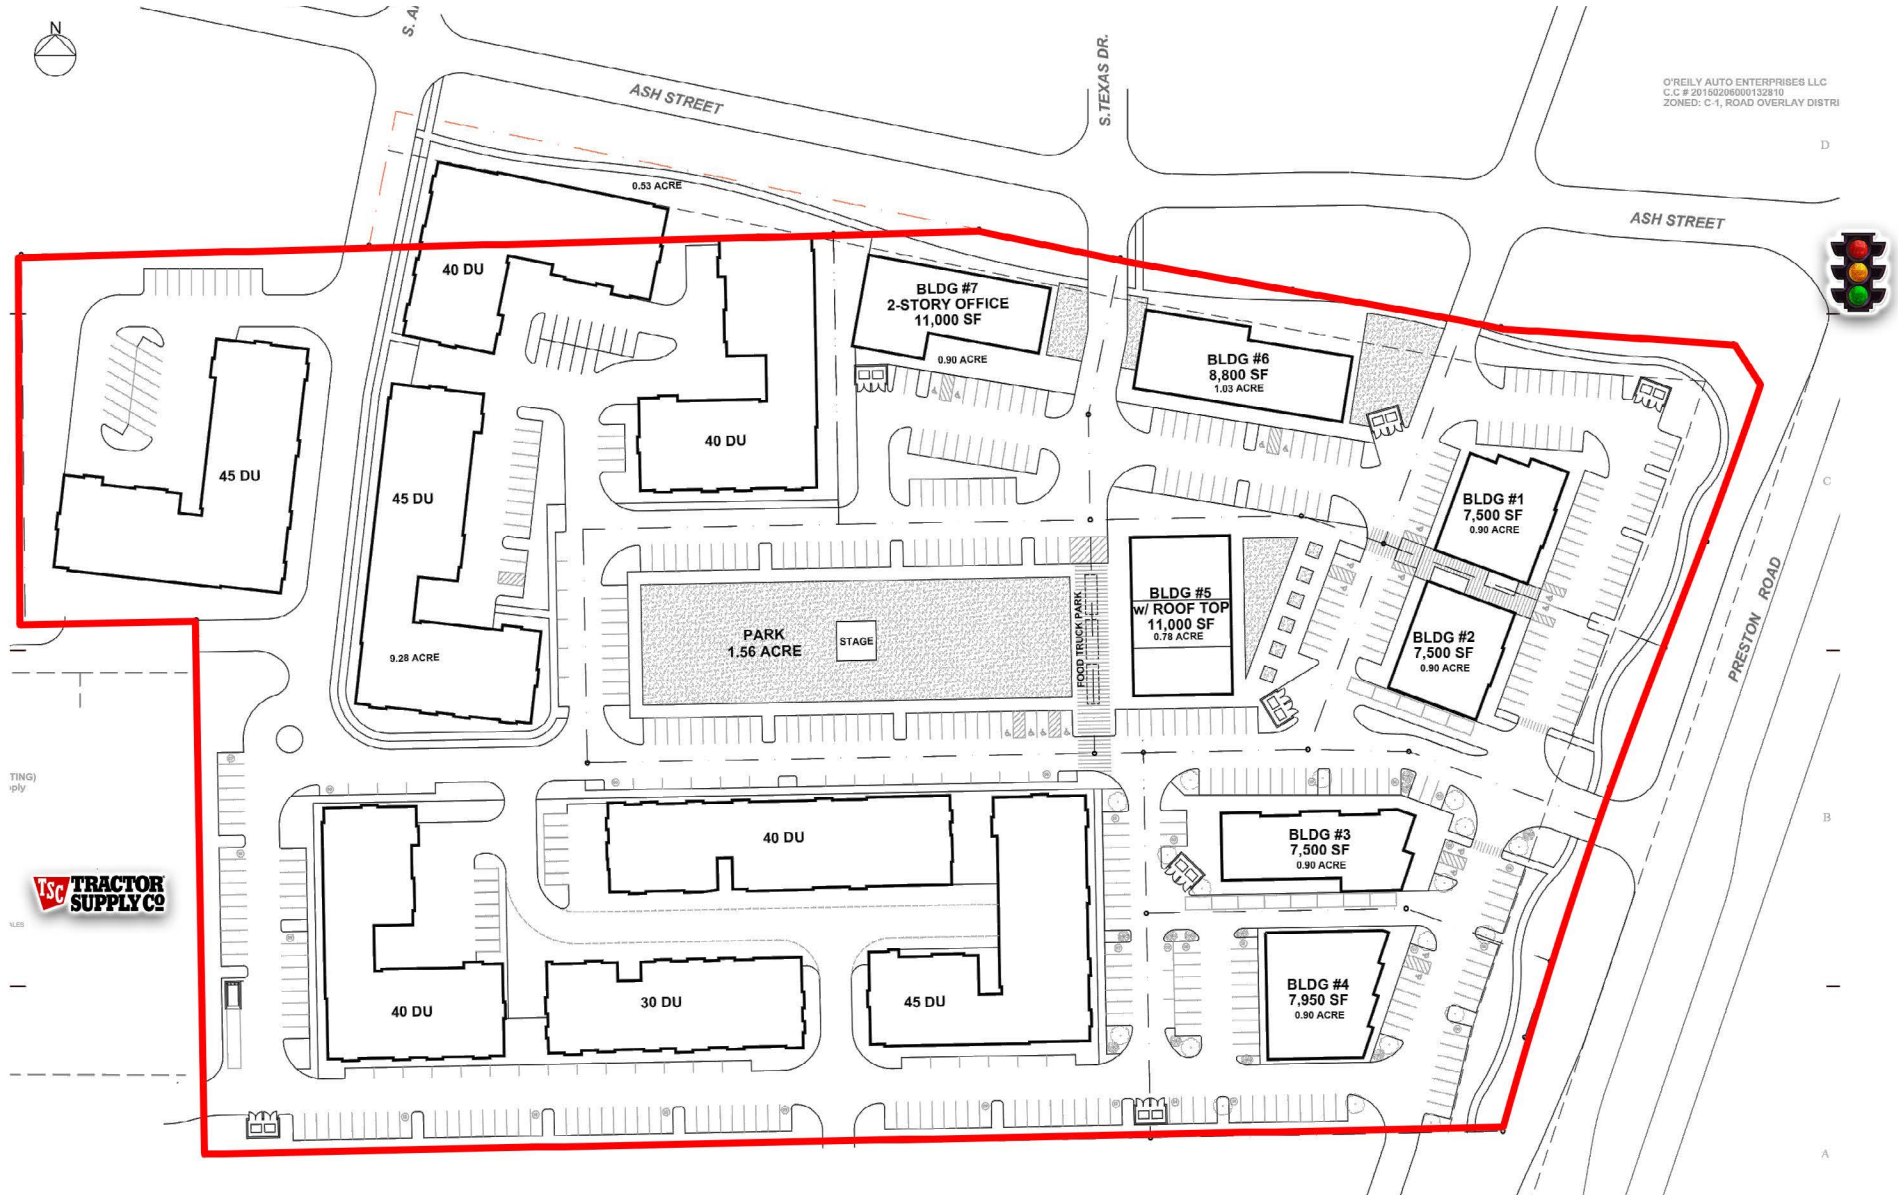 N
S. A
S.TEXAS DR.
O'REILY AUTO ENTERPRISES LLC
C.C # 20150206000132810
ZONED: C-1, ROAD OVERLAY DISTRI
ASH STREET
D
0.53 ACRE
ASH STREET
40 DU
BLDG #7
2-STORY OFFICE
11,000 SF
0.90 ACRE
BLDG #6
8,800 SF
1.03 ACRE
40 DU
45 DU
45 DU
C
BLDG #1
7,500 SF
0.90 ACRE
PARK
1.56 ACRE
STAGE
FOOD TRUCK PARK
BLDG #5
w/ ROOF TOP
11,000 SF
0.78 ACRE
BLDG #2
7,500 SF
0.90 ACRE
PRESTON ROAD
9.28 ACRE
TING)
ply
40 DU
BLDG #3
7,500 SF
0.90 ACRE
B
TSC TRACTOR
SUPPLY CO
ALES
40 DU
30 DU
45 DU
BLDG #4
7,950 SF
0.90 ACRE
A